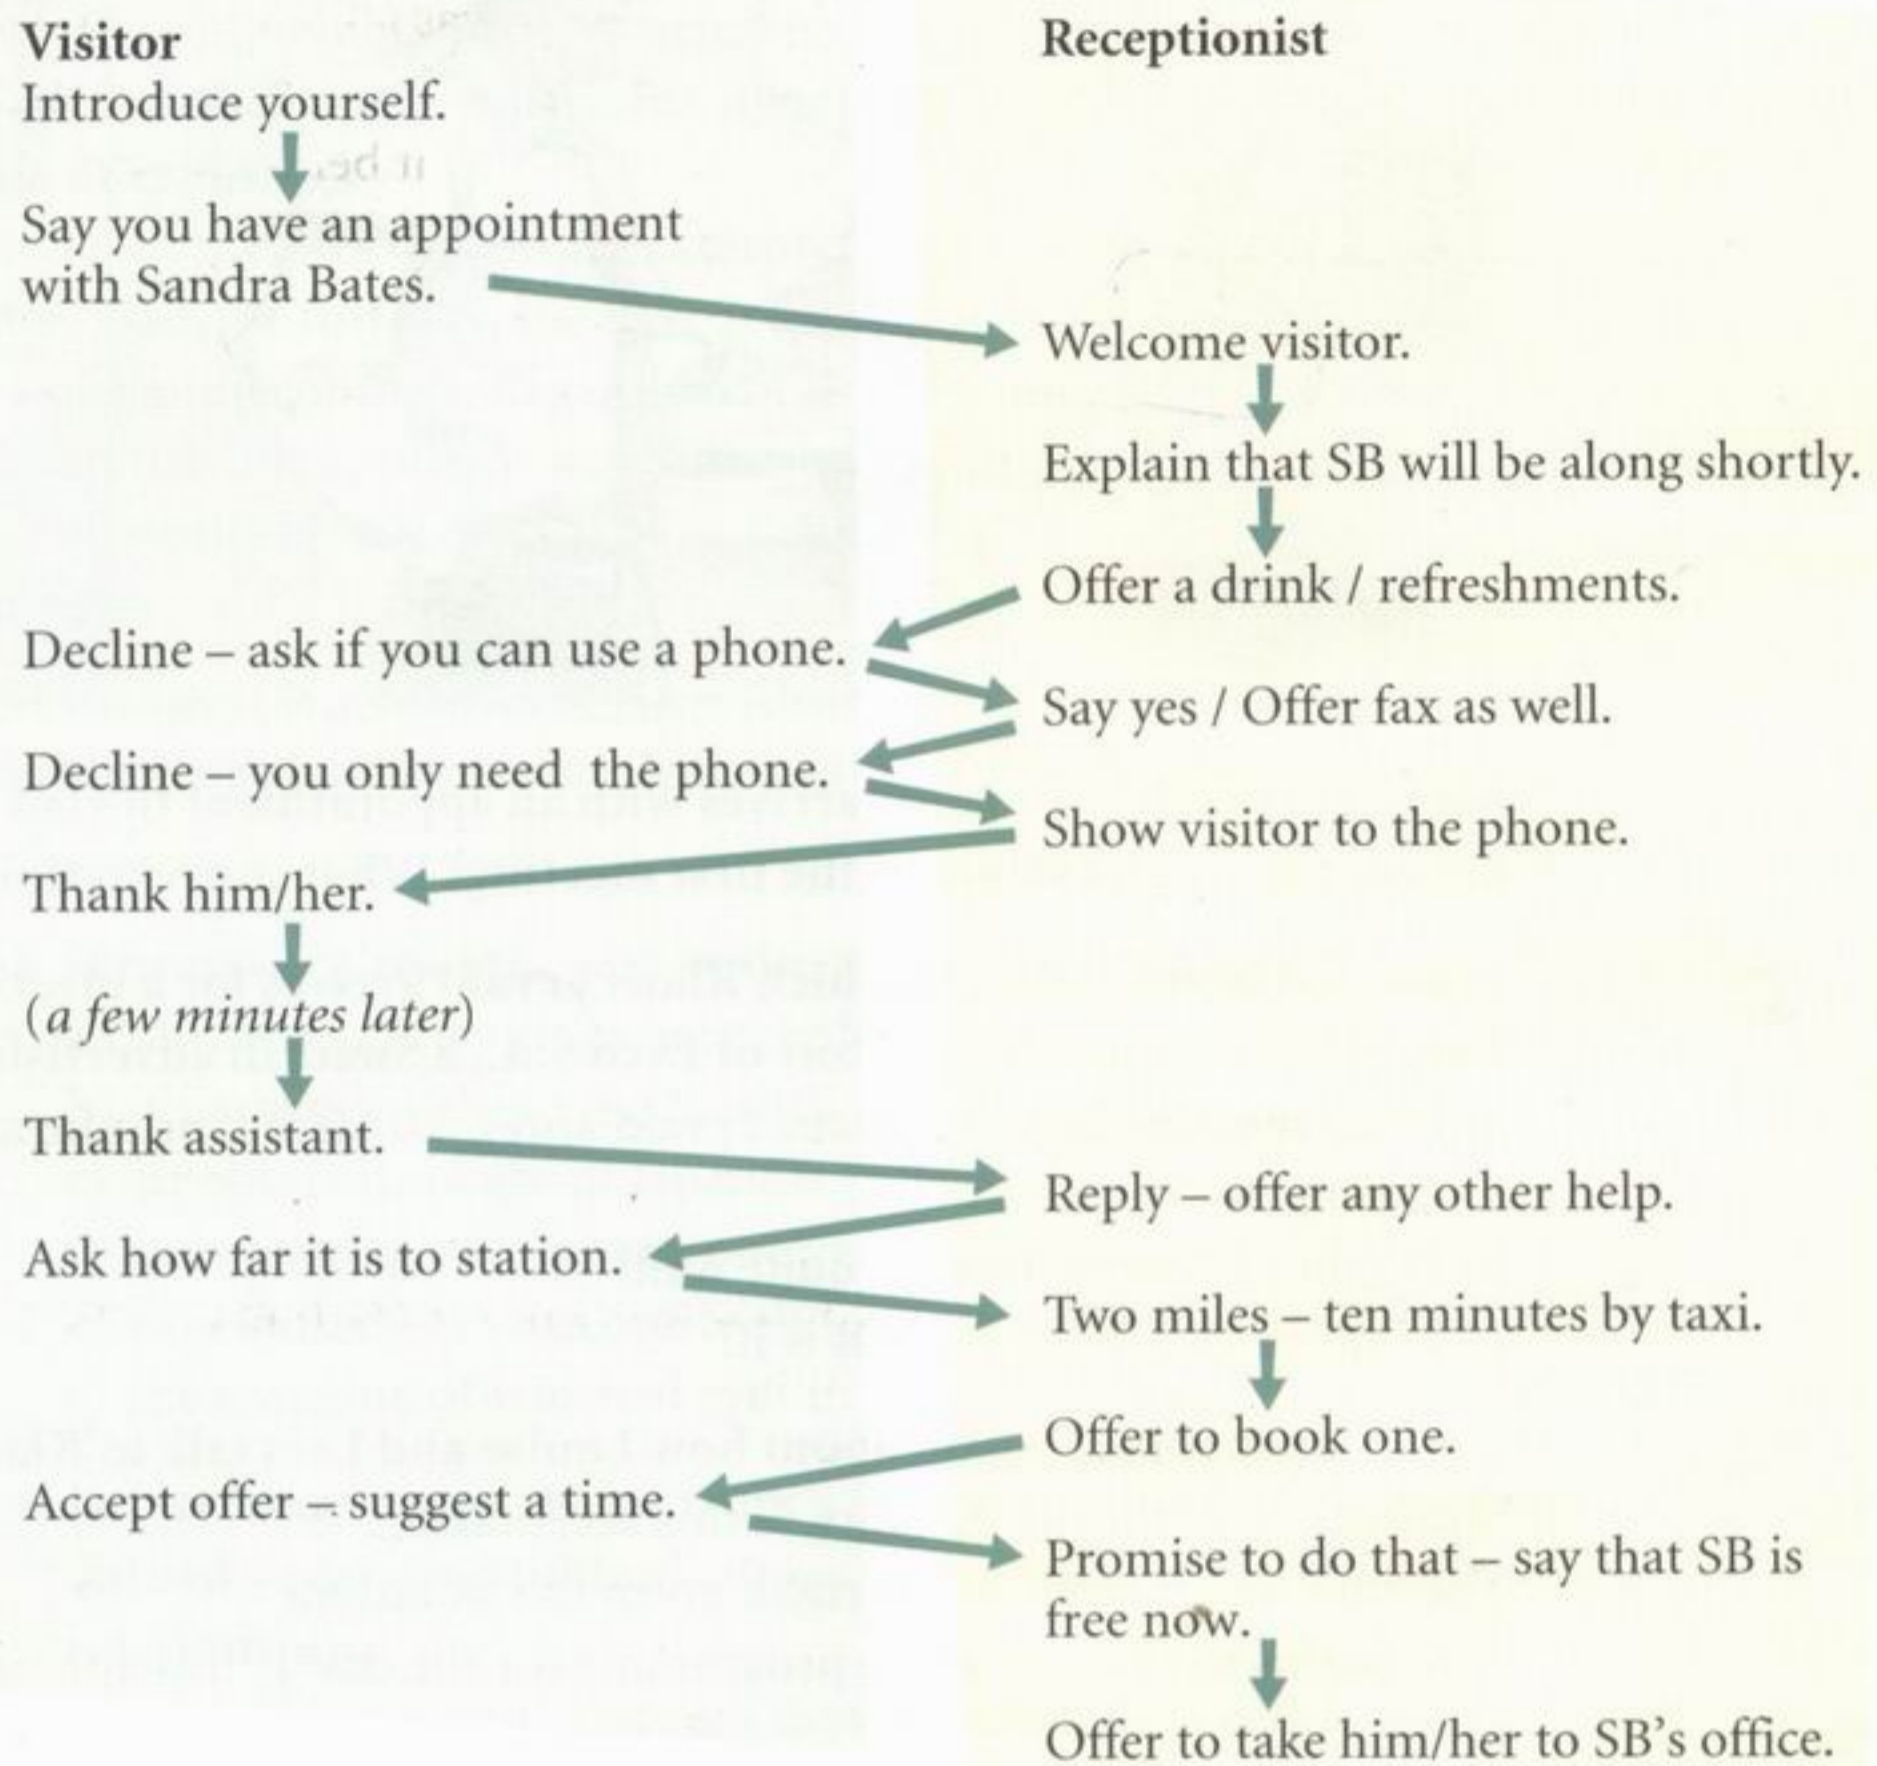 Visitor
Receptionist
Introduce yourself.
Say you have an appointment
with Sandra Bates.
Welcome visitor.
Explain that SB will be along shortly.
Offer a drink / refreshments.
Decline – ask if you can use a phone.
Say yes / Offer fax as well.
Decline – you only need the phone.
Show visitor to the phone.
Thank him/her.
(a few minutes later)
Thank assistant.
Reply – offer any other help.
Ask how far it is to station.
Two miles – ten minutes by taxi.
Offer to book one.
Accept offer – suggest a time.
Promise to do that – say that SB is
free now.
Offer to take him/her to SB's office.